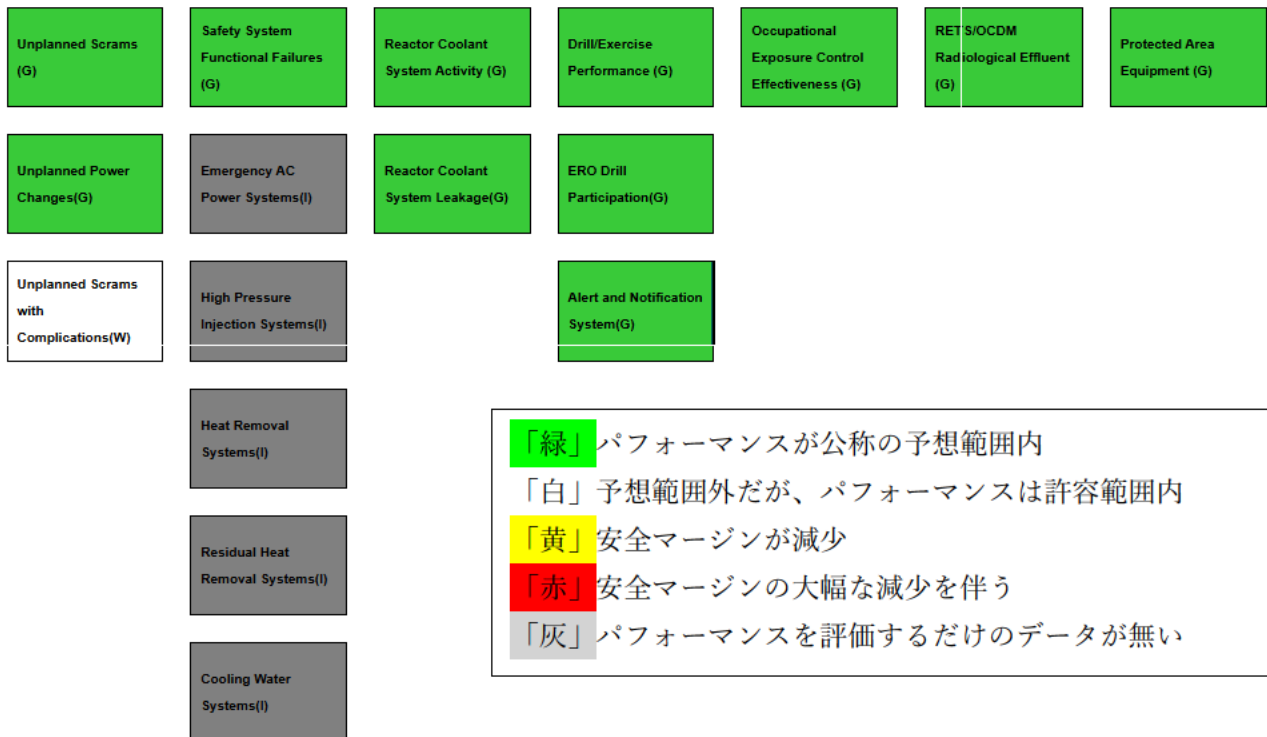 Unplanned Scrams
(G)
Safety System
Functional Failures
(G)
Reactor Coolant
System Activity (G)
Drill/Exercise
Performance (G)
Occupational
Exposure Control
Effectiveness (G)
RETS/OCDM
Radiological Effluent
(G)
Protected Area
Equipment (G)
Unplanned Power
Changes(G)
Emergency AC
Power Systems(I)
Reactor Coolant
System Leakage(G)
ERO Drill
Participation(G)
Unplanned Scrams
with
Complications(W)
High Pressure
Injection Systems(I)
Alert and Notification
System(G)
Heat Removal
Systems(I)
Residual Heat
Removal Systems(I)
Cooling Water
Systems(I)
「緑」パフォーマンスが公称の予想範囲内
「白」予想範囲外だが、パフォーマンスは許容範囲内
「黄」安全マージンが減少
「赤」安全マージンの大幅な減少を伴う
「灰」パフォーマンスを評価するだけのデータが無い